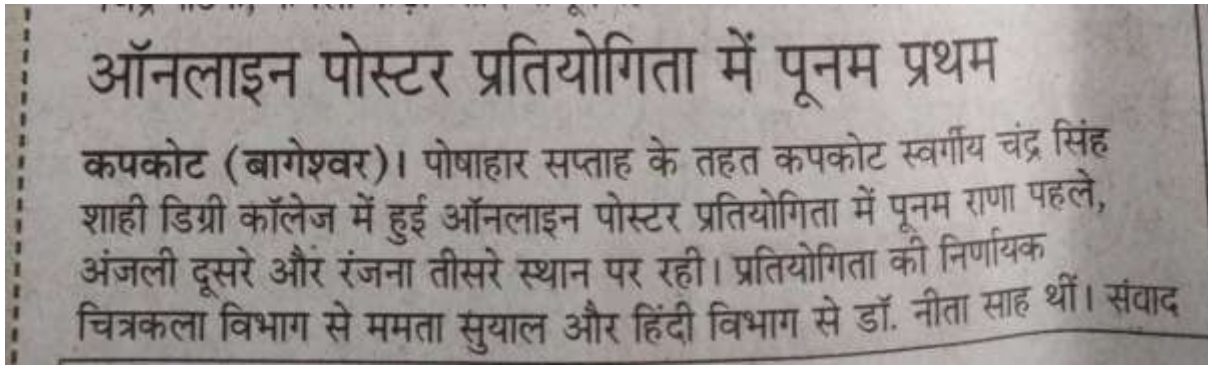 ऑनलाइन पोस्टर प्रतियोगिता में पूनम प्रथम
कपकोट (बागेश्वर)। पोषाहार सप्ताह के तहत कपकोट स्वर्गीय चंद्र सिंह
शाही डिग्री कॉलेज में हुई ऑनलाइन पोस्टर प्रतियोगिता में पूनम राणा पहले,
अंजली दूसरे और रंजना तीसरे स्थान पर रही। प्रतियोगिता की निर्णायक
चित्रकला विभाग से ममता सुयाल और हिंदी विभाग से डॉ. नीता साह थीं। संवाद